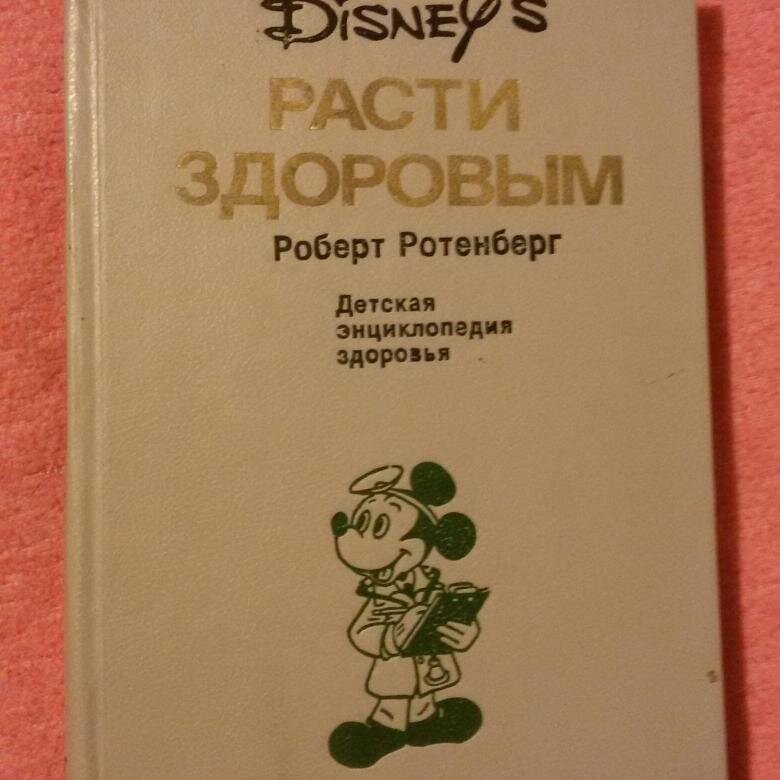 Disney's
РАСТИ
ЗДОРОВЫМ
Роберт Ротенберг
Детская
энциклопедия
здоровья